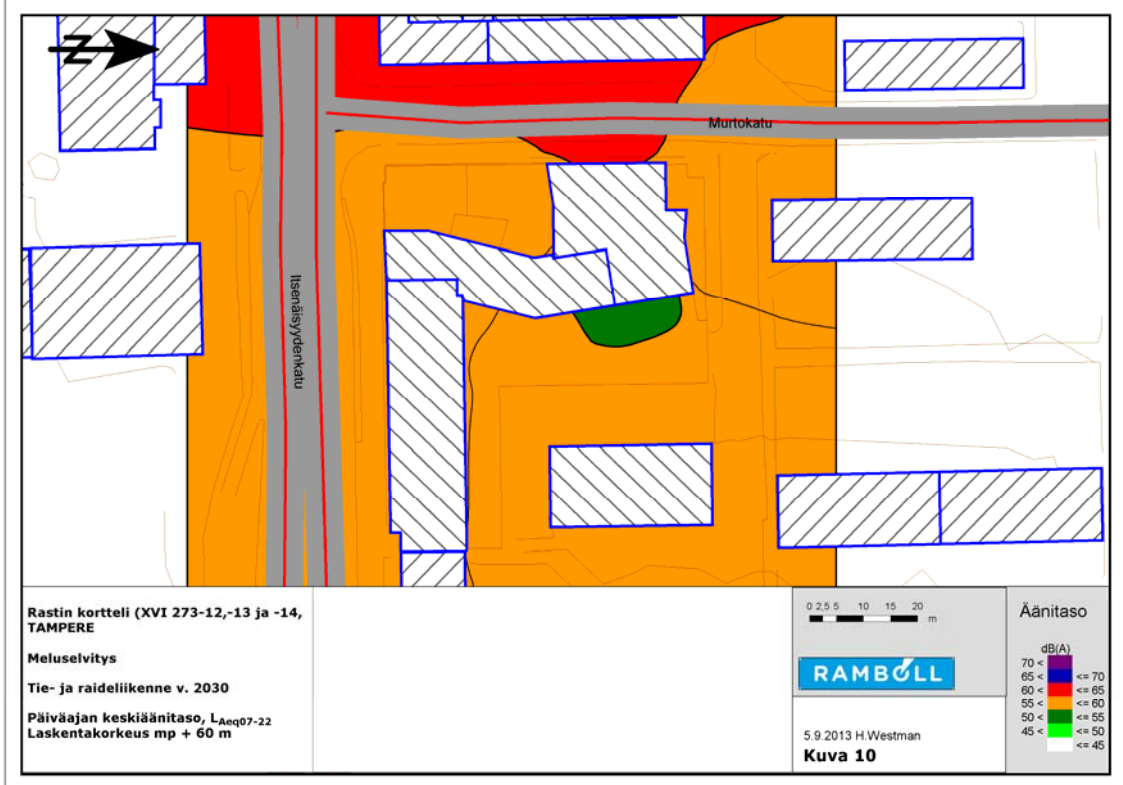 Z
Murtokatu
Itsenäisyydenkatu
Rastin kortteli (XVI 273-12,-13 ja -14,
TAMPERE
Meluselvitys
Tie- ja raideliikenne v. 2030
Päiväajan keskiäänitaso, LAeq07-22
Laskentakorkeus mp + 60 m
0 2,5 5 10 15 20
m
RAMBOLL
5.9.2013 H.Westman
Kuva 10
Äänitaso
dB(A)
70 <
65 < <= 70
60 < <= 65
55 < <= 60
50 < <= 55
45 < <= 50
<= 45